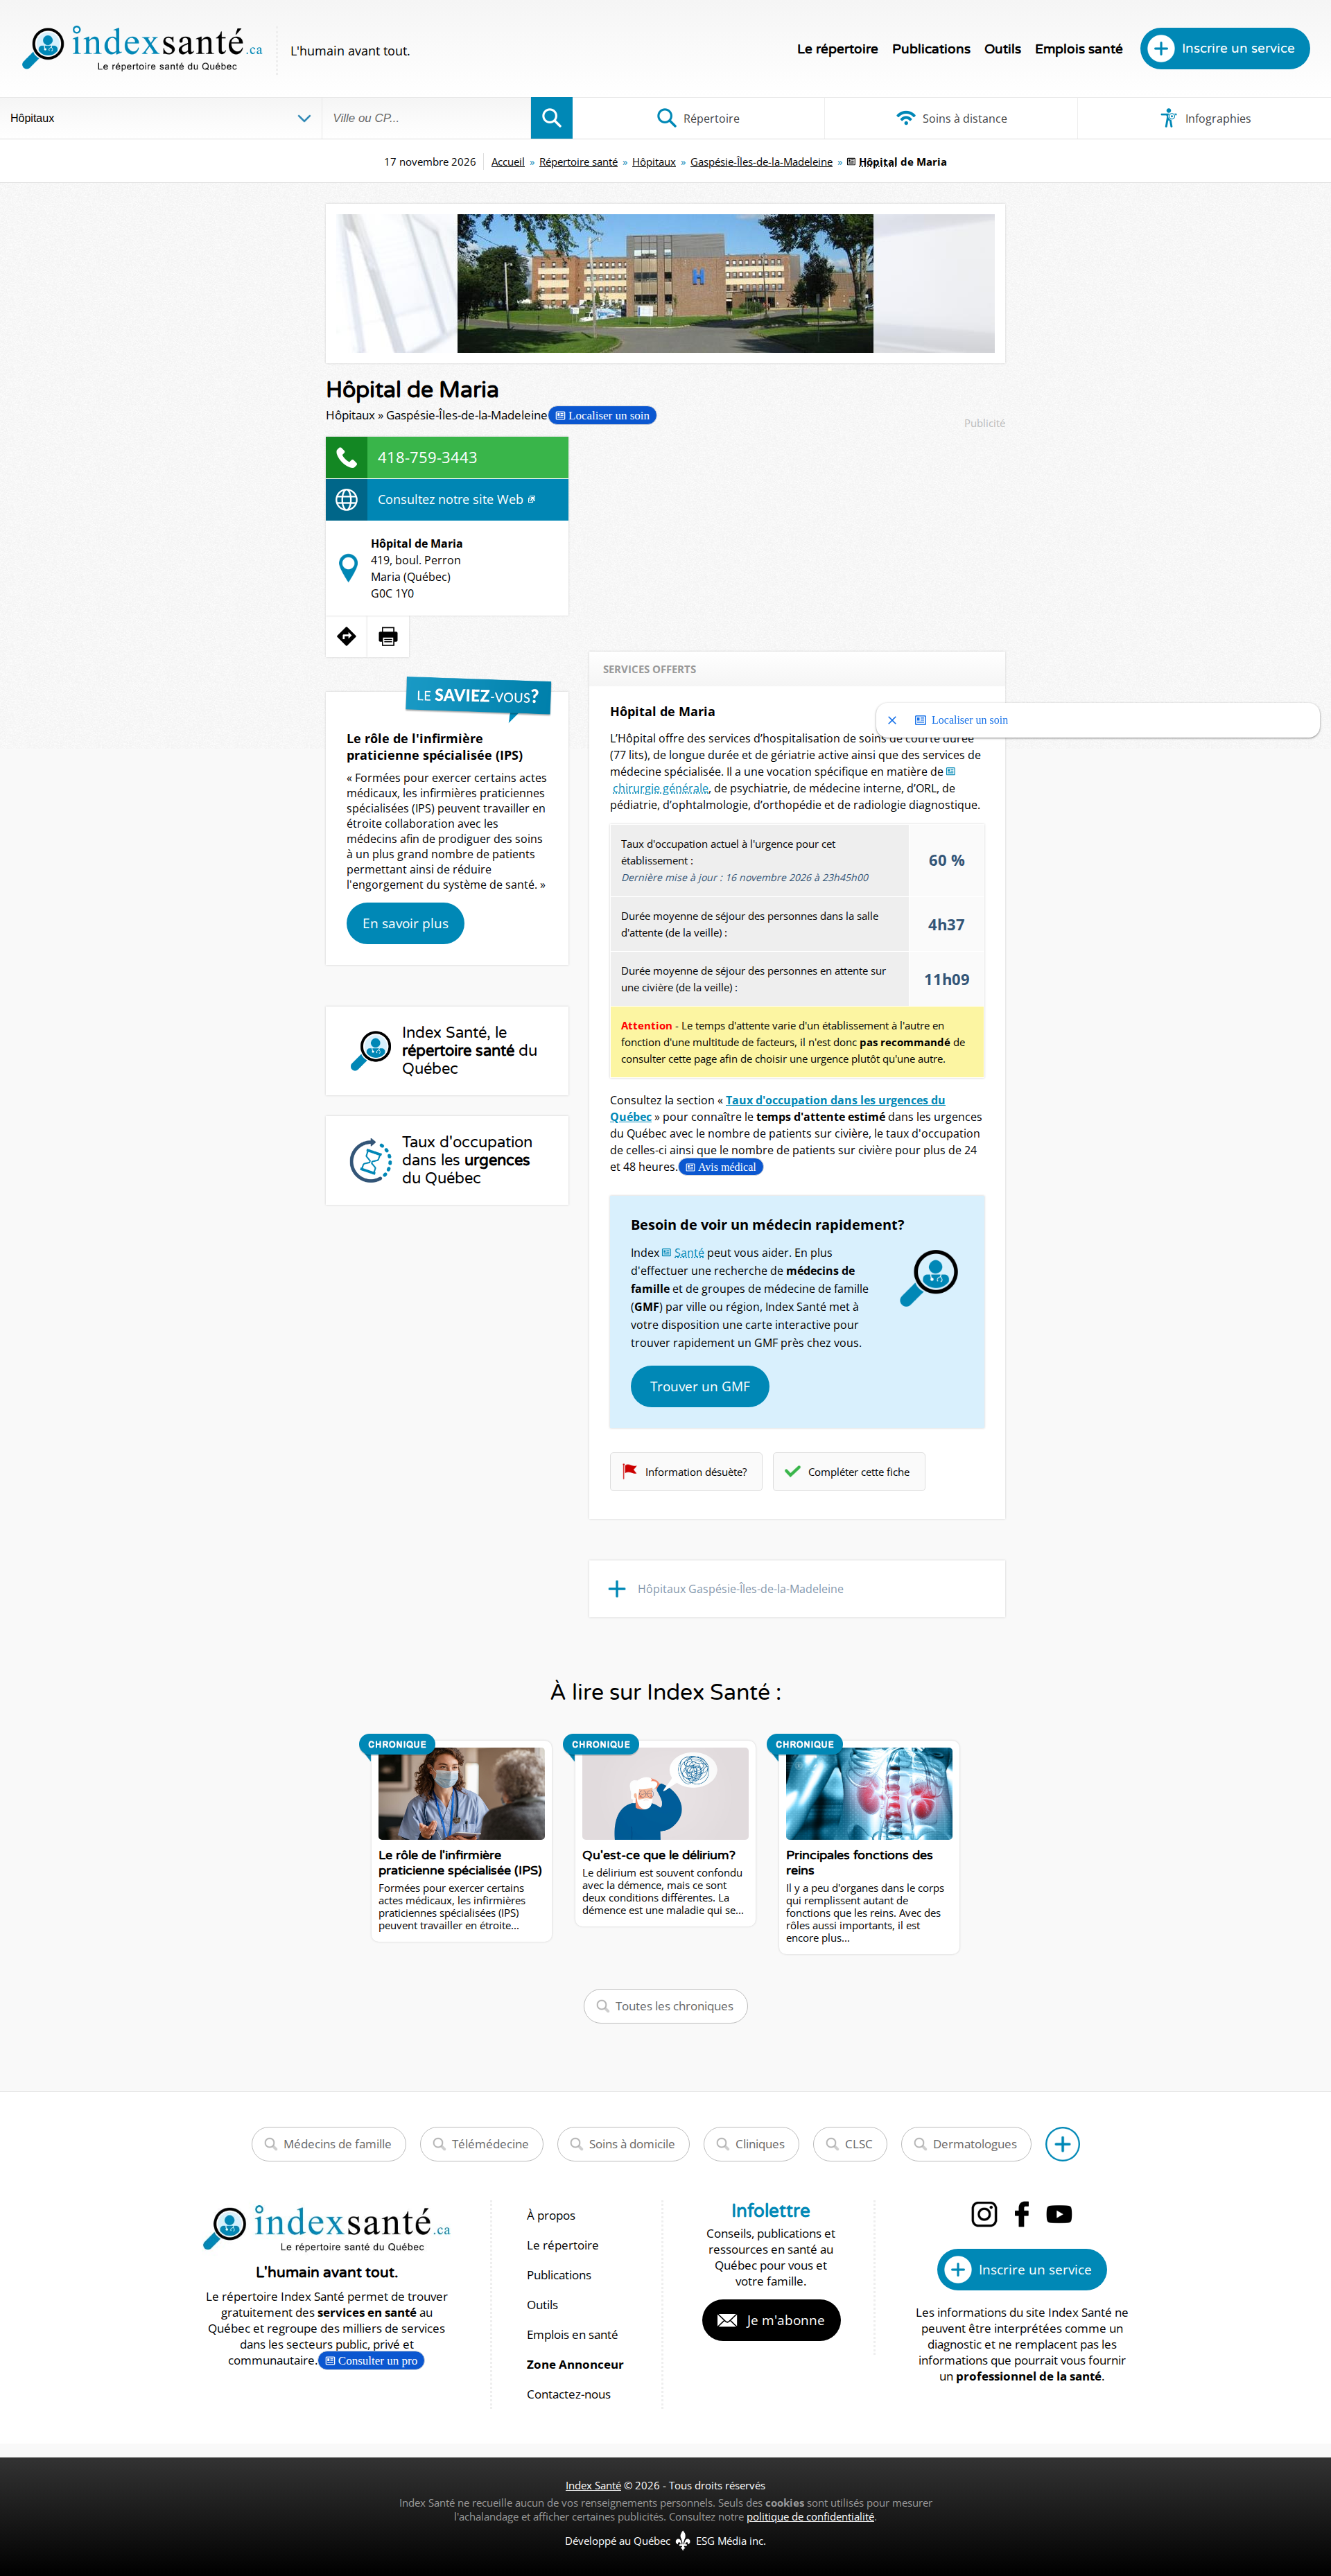 indexsanté.ca
Le répertoire santé du Québec
L'humain avant tout.
Le répertoire
Publications
Outils
Emplois santé
Inscrire un service
Hôpitaux
Ville ou CP...
Répertoire
Soins à distance
Infographies
17 novembre 2026
Accueil » Répertoire santé » Hôpitaux » Gaspésie-Îles-de-la-Madeleine » Hôpital de Maria
H
Hôpital de Maria
Hôpitaux » Gaspésie-Îles-de-la-Madeleine Localiser un soin
Publicité
418-759-3443
Consultez notre site Web
Hôpital de Maria
419, boul. Perron
Maria (Québec)
G0C 1Y0
LE SAVIEZ-VOUS?
Le rôle de l'infirmière
praticienne spécialisée (IPS)
« Formées pour exercer certains actes
médicaux, les infirmières praticiennes
spécialisées (IPS) peuvent travailler en
étroite collaboration avec les
médecins afin de prodiguer des soins
à un plus grand nombre de patients
permettant ainsi de réduire
l'engorgement du système de santé. »
En savoir plus
Index Santé, le
répertoire santé du
Québec
Taux d'occupation
dans les urgences
du Québec
SERVICES OFFERTS
Hôpital de Maria
Localiser un soin
L’Hôpital offre des services d’hospitalisation de soins de courte durée
(77 lits), de longue durée et de gériatrie active ainsi que des services de
médecine spécialisée. Il a une vocation spécifique en matière de
chirurgie générale, de psychiatrie, de médecine interne, d’ORL, de
pédiatrie, d’ophtalmologie, d’orthopédie et de radiologie diagnostique.
Taux d'occupation actuel à l'urgence pour cet
établissement :
Dernière mise à jour : 16 novembre 2026 à 23h45h00
60 %
Durée moyenne de séjour des personnes dans la salle
d'attente (de la veille) :
4h37
Durée moyenne de séjour des personnes en attente sur
une civière (de la veille) :
11h09
Attention - Le temps d'attente varie d'un établissement à l'autre en
fonction d'une multitude de facteurs, il n'est donc pas recommandé de
consulter cette page afin de choisir une urgence plutôt qu'une autre.
Consultez la section « Taux d'occupation dans les urgences du
Québec » pour connaître le temps d'attente estimé dans les urgences
du Québec avec le nombre de patients sur civière, le taux d'occupation
de celles-ci ainsi que le nombre de patients sur civière pour plus de 24
et 48 heures. Avis médical
Besoin de voir un médecin rapidement?
Index Santé peut vous aider. En plus
d'effectuer une recherche de médecins de
famille et de groupes de médecine de famille
(GMF) par ville ou région, Index Santé met à
votre disposition une carte interactive pour
trouver rapidement un GMF près chez vous.
Trouver un GMF
Information désuète?
Compléter cette fiche
Hôpitaux Gaspésie-Îles-de-la-Madeleine
À lire sur Index Santé :
CHRONIQUE
Le rôle de l'infirmière
praticienne spécialisée (IPS)
Formées pour exercer certains
actes médicaux, les infirmières
praticiennes spécialisées (IPS)
peuvent travailler en étroite...
CHRONIQUE
Qu'est-ce que le délirium?
Le délirium est souvent confondu
avec la démence, mais ce sont
deux conditions différentes. La
démence est une maladie qui se...
CHRONIQUE
Principales fonctions des
reins
Il y a peu d'organes dans le corps
qui remplissent autant de
fonctions que les reins. Avec des
rôles aussi importants, il est
encore plus...
Toutes les chroniques
Médecins de famille
Télémédecine
Soins à domicile
Cliniques
CLSC
Dermatologues
indexsanté.ca
Le répertoire santé du Québec
L'humain avant tout.
Le répertoire Index Santé permet de trouver
gratuitement des services en santé au
Québec et regroupe des milliers de services
dans les secteurs public, privé et
communautaire. Consulter un pro
À propos
Le répertoire
Publications
Outils
Emplois en santé
Zone Annonceur
Contactez-nous
Infolettre
Conseils, publications et
ressources en santé au
Québec pour vous et
votre famille.
Je m'abonne
Inscrire un service
Les informations du site Index Santé ne
peuvent être interprétées comme un
diagnostic et ne remplacent pas les
informations que pourrait vous fournir
un professionnel de la santé.
Index Santé © 2026 - Tous droits réservés
Index Santé ne recueille aucun de vos renseignements personnels. Seuls des cookies sont utilisés pour mesurer
l'achalandage et afficher certaines publicités. Consultez notre politique de confidentialité.
Développé au Québec ESG Média inc.